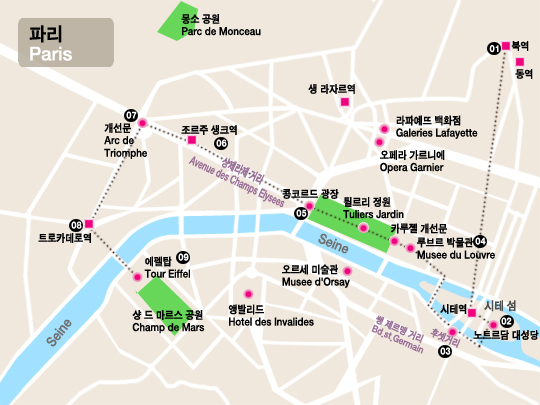 파리
Paris
몽소 공원
Parc de Monceau
01
북역
동역
생 라자르역
07
개선문
Arc de
Triomphe
조르주 생크역
06
라파예트 백화점
Galeries Lafayette
오페라 가르니에
Opera Garnier
샹제리제 거리
Avenue des Champs Elysees
콩코르드 광장
05
튈르리 정원
Tuliers Jardin
카루젤 개선문
루브르 박물관
04
Musee du Louvre
08
트로카데로역
Seine
에펠탑
09
Tour Eiffel
오르세 미술관
Musee d'Orsay
샹 드 마르스 공원
Champ de Mars
앵발리드
Hotel des Invalides
시테역
시테 섬
02
노트르담 대성당
쌩 제르맹 거리
Bd,st,Germain
후셋거리
03
Seine